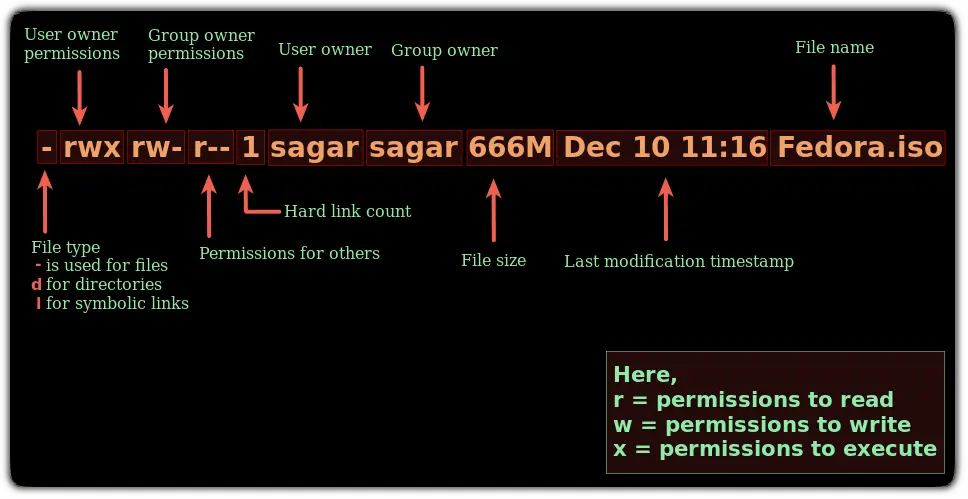 User owner
permissions
Group owner
permissions
User owner
Group owner
File name
- rwx rw- r-- 1 sagar sagar 666M Dec 10 11:16 Fedora.iso
Hard link count
File type
- is used for files
d for directories
l for symbolic links
Permissions for others
File size
Last modification timestamp
Here,
r = permissions to read
w = permissions to write
x = permissions to execute